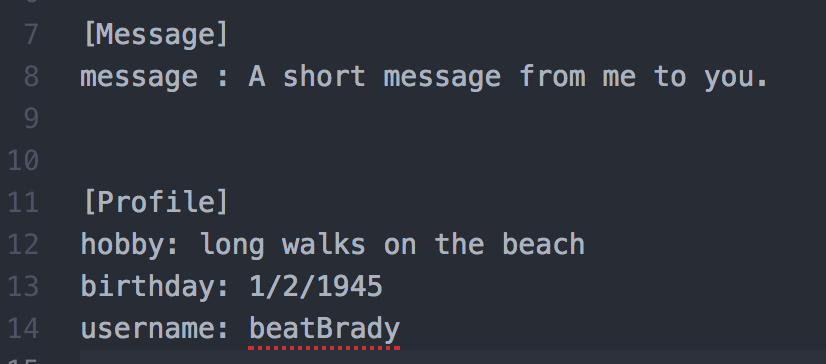 7 [Message]
8 message : A short message from me to you.
9
10
11 [Profile]
12 hobby: long walks on the beach
13 birthday: 1/2/1945
14 username: beatBrady